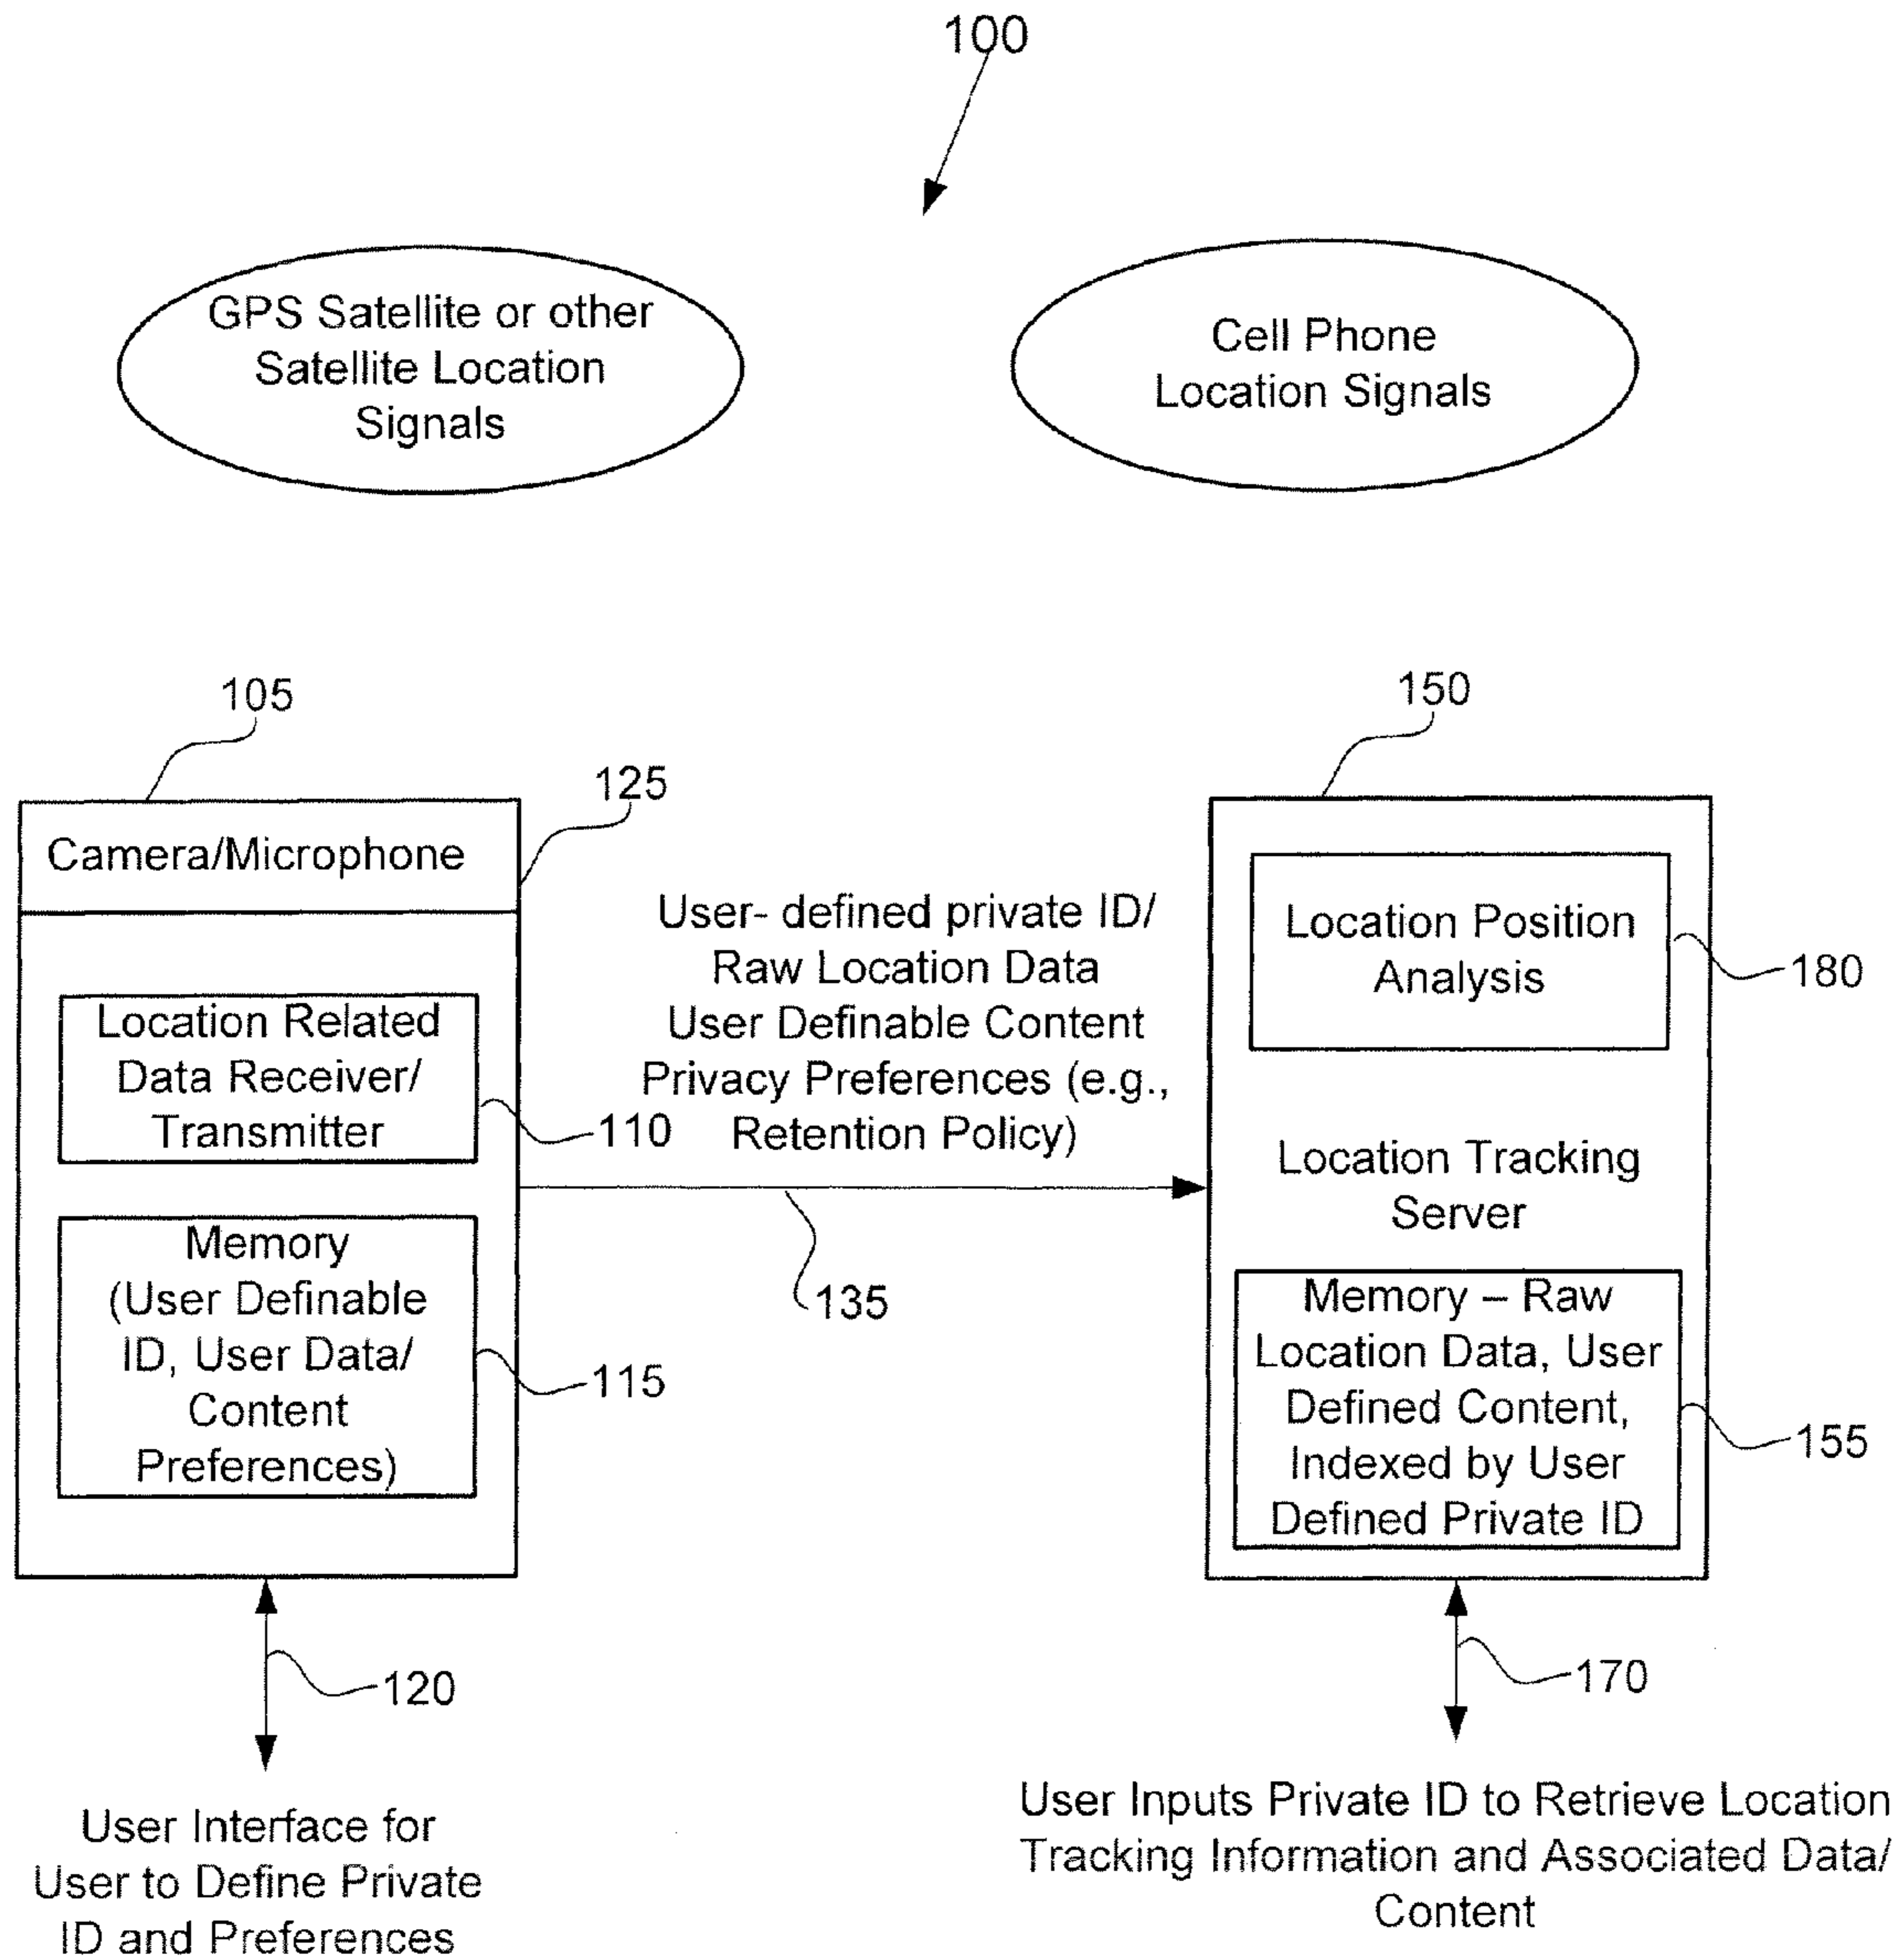 100
GPS Satellite or other
Satellite Location
Signals
Cell Phone
Location Signals
105
150
125
Camera/Microphone
User- defined private ID/
Raw Location Data
User Definable Content
Privacy Preferences (e.g.,
Retention Policy)
Location Position
Analysis
180
Location Related
Data Receiver/
Transmitter
110
Location Tracking
Server
135
Memory
(User Definable
ID, User Data/
Content
Preferences)
115
Memory – Raw
Location Data, User
Defined Content,
Indexed by User
Defined Private ID
155
120
170
User Interface for
User to Define Private
ID and Preferences
User Inputs Private ID to Retrieve Location
Tracking Information and Associated Data/
Content